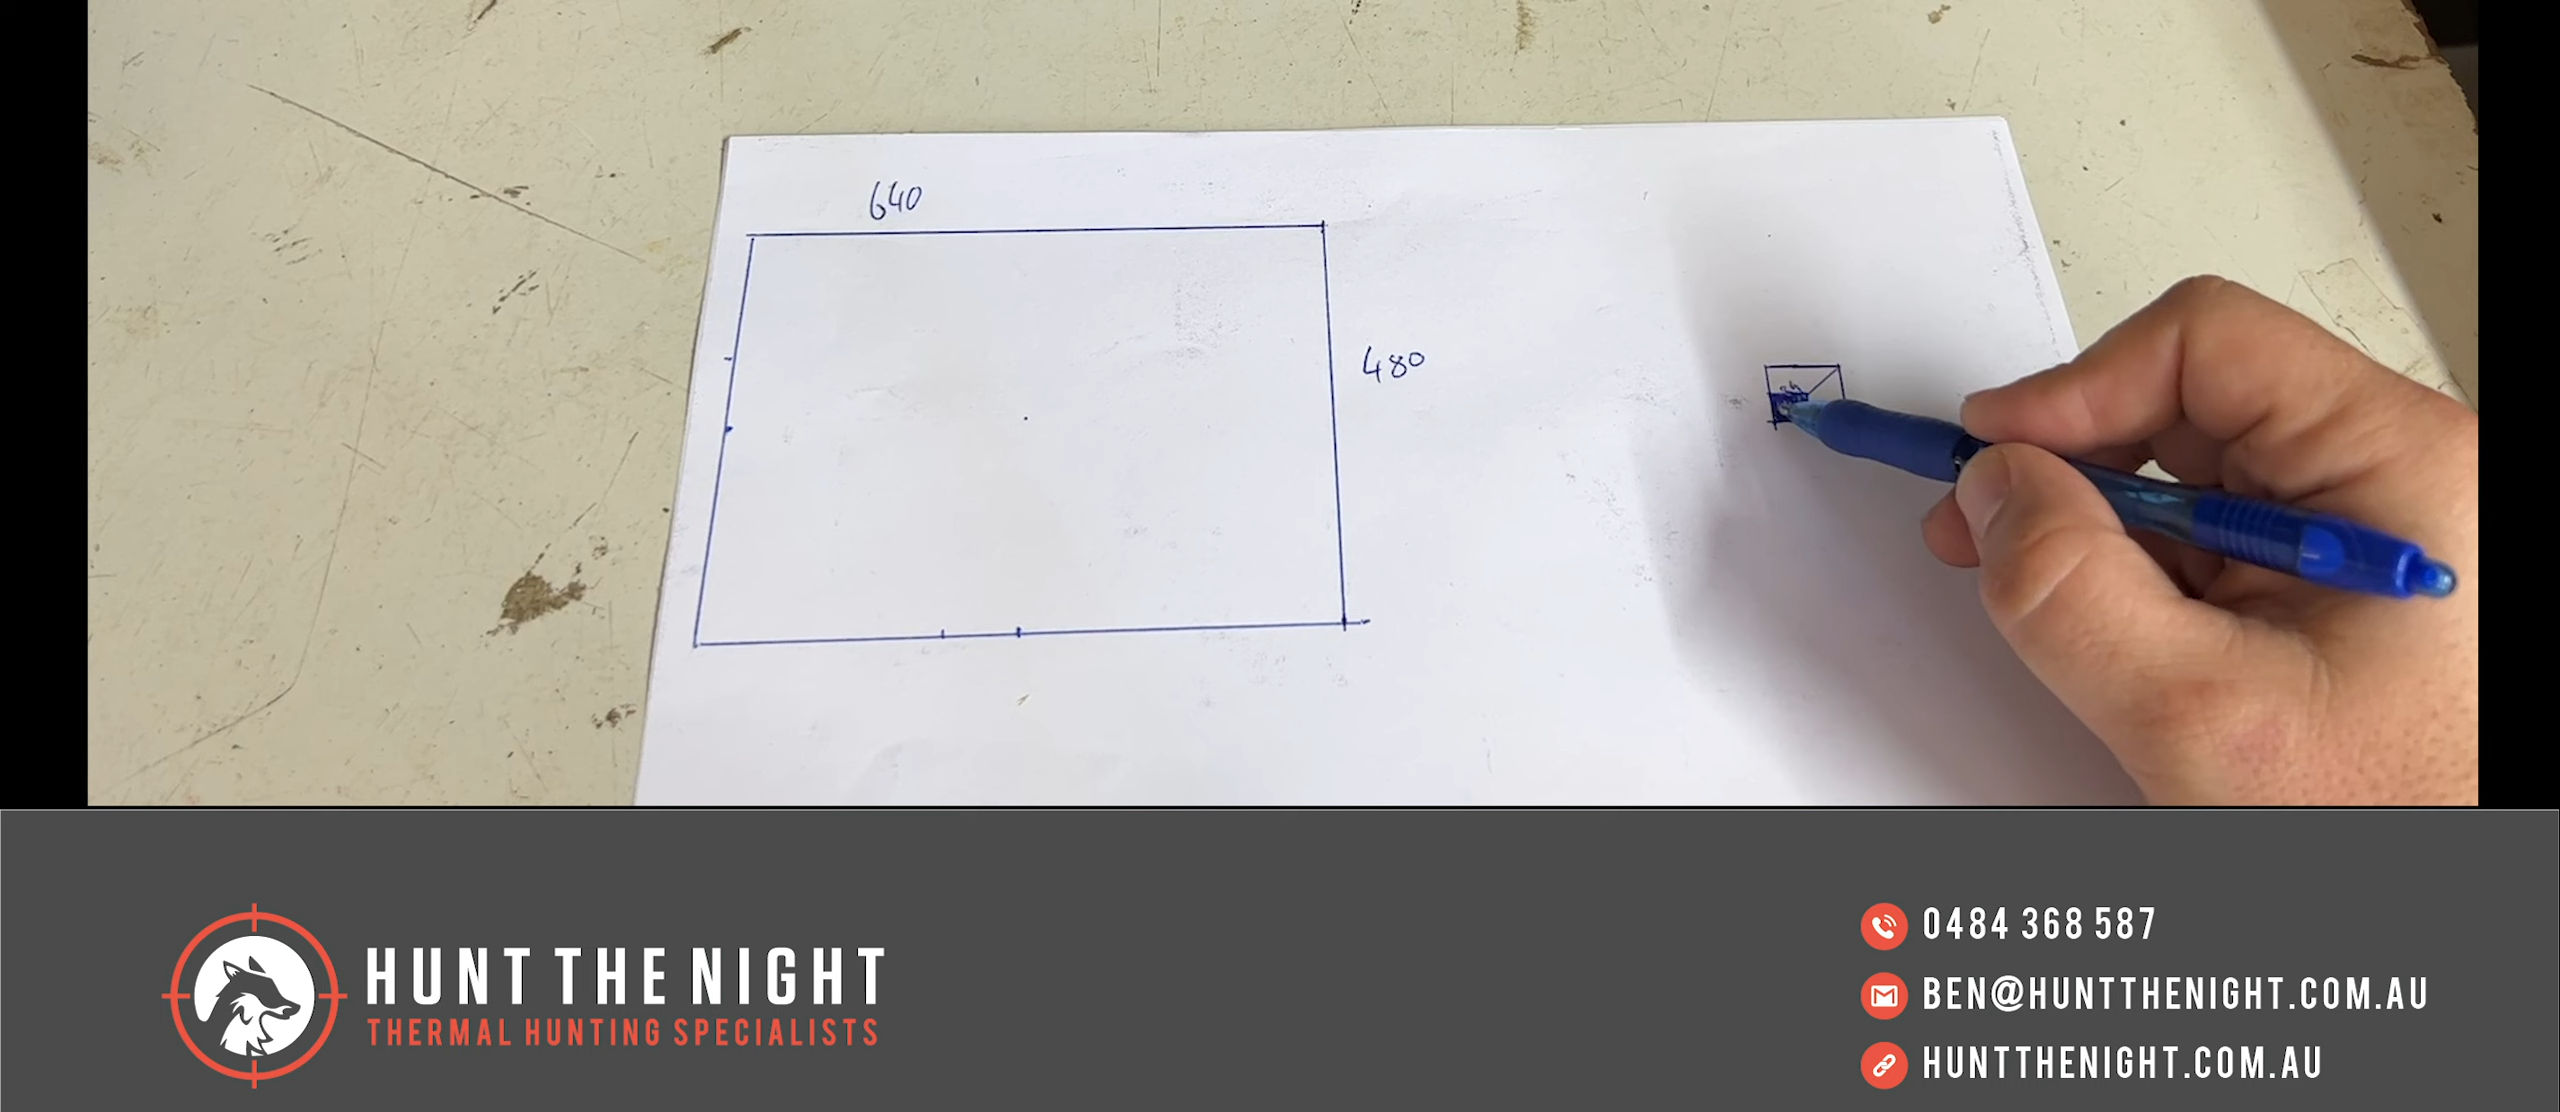 640
480
HUNT THE NIGHT
THERMAL HUNTING SPECIALISTS
0484 368 587
BEN@HUNTTHENIGHT.COM.AU
HUNTTHENIGHT.COM.AU